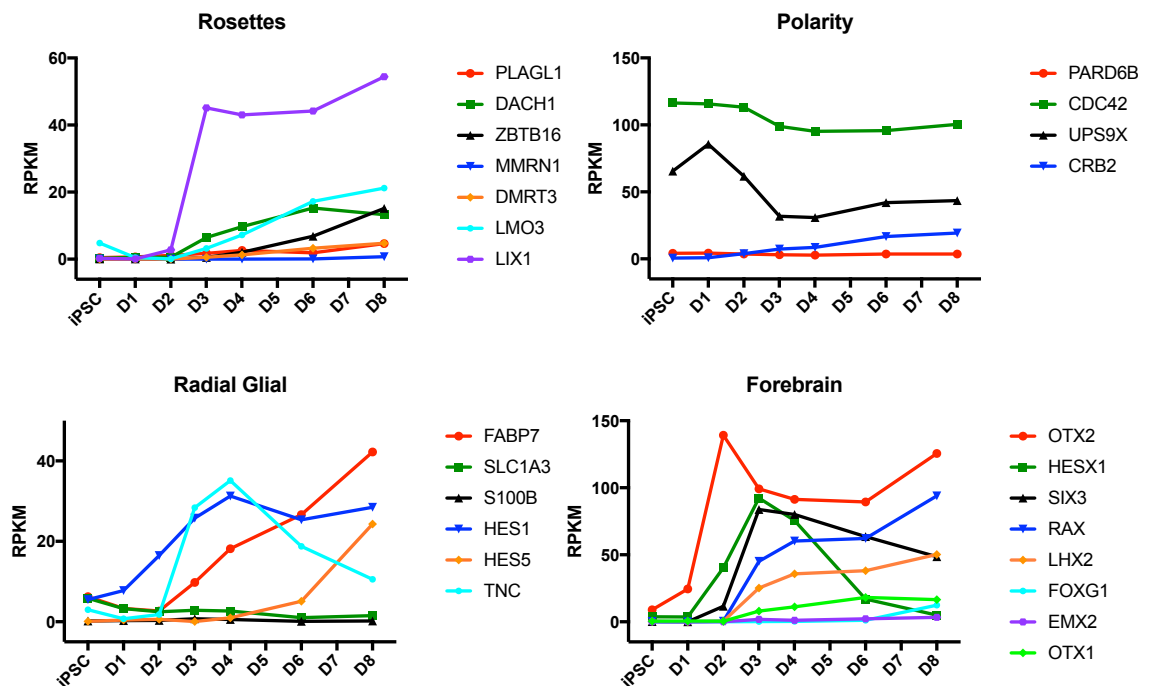 Rosettes
60
40
20
0
RPKM
iPSC D1 D2 D3 D4 D5 D6 D7 D8
PLAGL1
DACH1
ZBTB16
MMRN1
DMRT3
LMO3
LIX1
Polarity
150
100
50
0
RPKM
iPSC D1 D2 D3 D4 D5 D6 D7 D8
PARD6B
CDC42
UPS9X
CRB2
Radial Glial
40
20
0
RPKM
iPSC D1 D2 D3 D4 D5 D6 D7 D8
FABP7
SLC1A3
S100B
HES1
HES5
TNC
Forebrain
150
100
50
0
RPKM
iPSC D1 D2 D3 D4 D5 D6 D7 D8
OTX2
HESX1
SIX3
RAX
LHX2
FOXG1
EMX2
OTX1